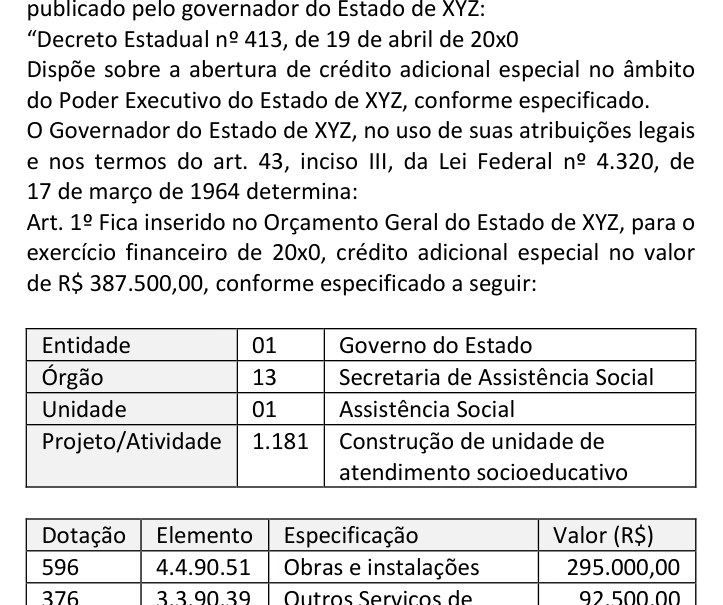 publicado pelo governador do Estado de XYZ:
“Decreto Estadual nº 413, de 19 de abril de 20x0
Dispõe sobre a abertura de crédito adicional especial no âmbito
do Poder Executivo do Estado de XYZ, conforme especificado.
O Governador do Estado de XYZ, no uso de suas atribuições legais
e nos termos do art. 43, inciso III, da Lei Federal nº 4.320, de
17 de março de 1964 determina:
Art. 1º Fica inserido no Orçamento Geral do Estado de XYZ, para o
exercício financeiro de 20x0, crédito adicional especial no valor
de R$ 387.500,00, conforme especificado a seguir:
Entidade 01 Governo do Estado
Órgão 13 Secretaria de Assistência Social
Unidade 01 Assistência Social
Projeto/Atividade 1.181 Construção de unidade de
atendimento socioeducativo
Dotação Elemento Especificação Valor (R$)
596 4.4.90.51 Obras e instalações 295.000,00
376 3.3.90.39 Outros Serviços de 92.500,00